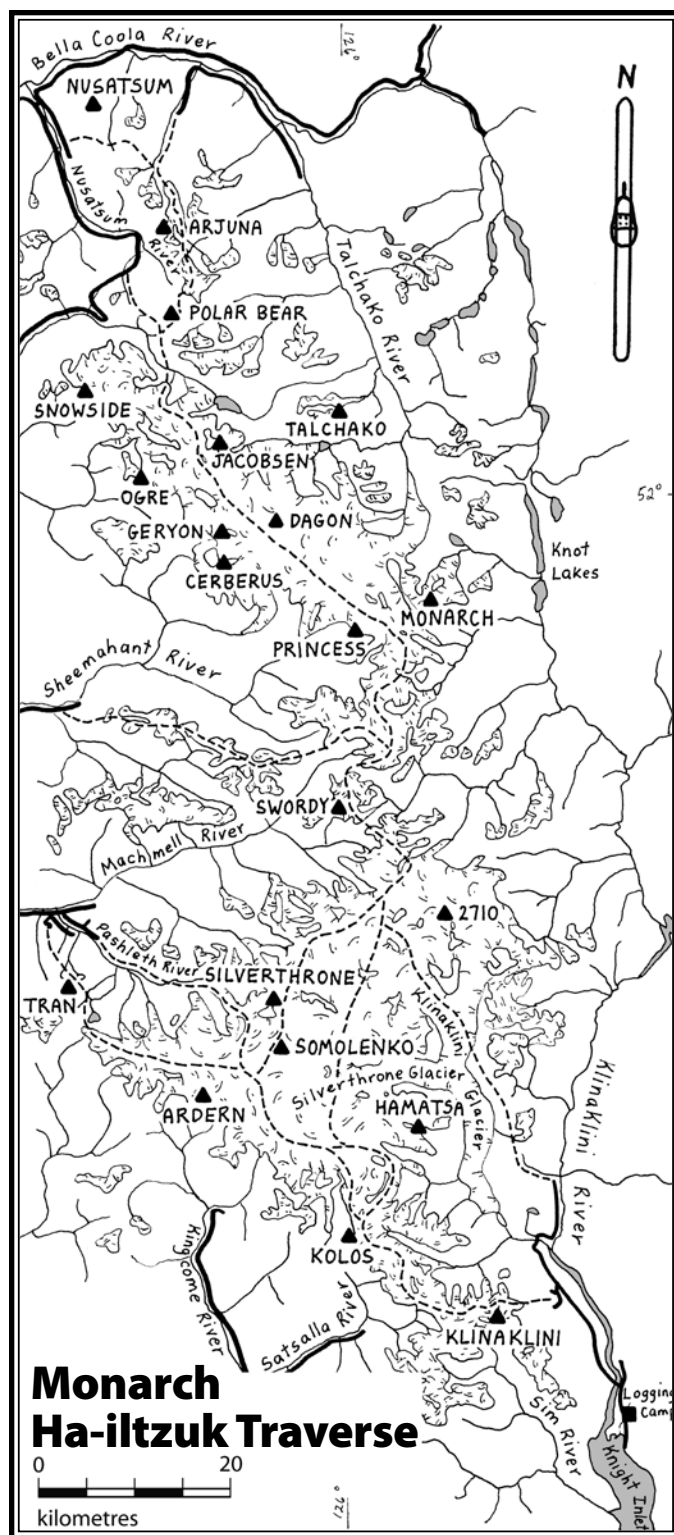 Bella Coola River
126°
NUSATSUM
N
Nusatsum
River
ARJUNA
Talchako River
POLAR BEAR
SNOWSIDE
TALCHAKO
JACOBSEN
OGRE
52°
DAGON
GERYON
CERBERUS
Knot
Lakes
MONARCH
PRINCESS
Sheemahant River
SWORDY
Machmell River
2710
Pashleth River
SILVERTHRONE
TRAN
Klinaklini
Glacier
SOMOLENKO
Silverthrone Glacier
ARDERN
HAMATSA
Klinaklini
River
KOLOS
Kingcome River
Satsalla River
KLINAKLINI
Sim River
Logging
Camp
Knight Inlet
Monarch
Ha-iltzuk Traverse
0 20
kilometres
126°